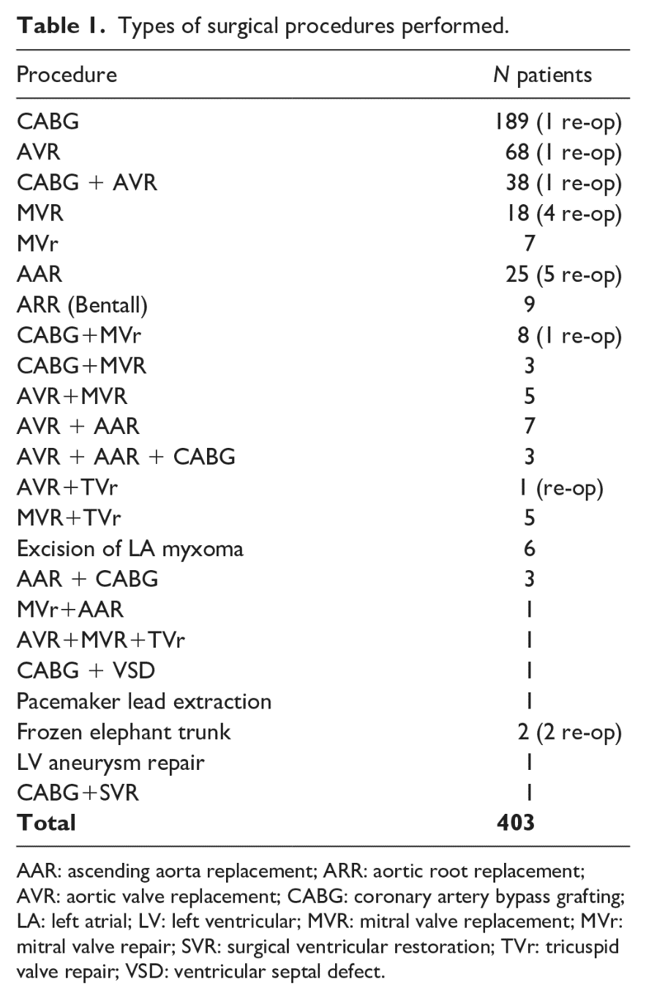 Table 1. Types of surgical procedures performed.
Procedure N patients
CABG 189 (1 re-op)
AVR 68 (1 re-op)
CABG + AVR 38 (1 re-op)
MVR 18 (4 re-op)
MVr 7
AAR 25 (5 re-op)
ARR (Bentall) 9
CABG+MVr 8 (1 re-op)
CABG+MVR 3
AVR+MVR 5
AVR + AAR 7
AVR + AAR + CABG 3
AVR+TVr 1 (re-op)
MVR+TVr 5
Excision of LA myxoma 6
AAR + CABG 3
MVr+AAR 1
AVR+MVR+TVr 1
CABG + VSD 1
Pacemaker lead extraction 1
Frozen elephant trunk 2 (2 re-op)
LV aneurysm repair 1
CABG+SVR 1
Total 403
AAR: ascending aorta replacement; ARR: aortic root replacement;
AVR: aortic valve replacement; CABG: coronary artery bypass grafting;
LA: left atrial; LV: left ventricular; MVR: mitral valve replacement; MVr:
mitral valve repair; SVR: surgical ventricular restoration; TVr: tricuspid
valve repair; VSD: ventricular septal defect.